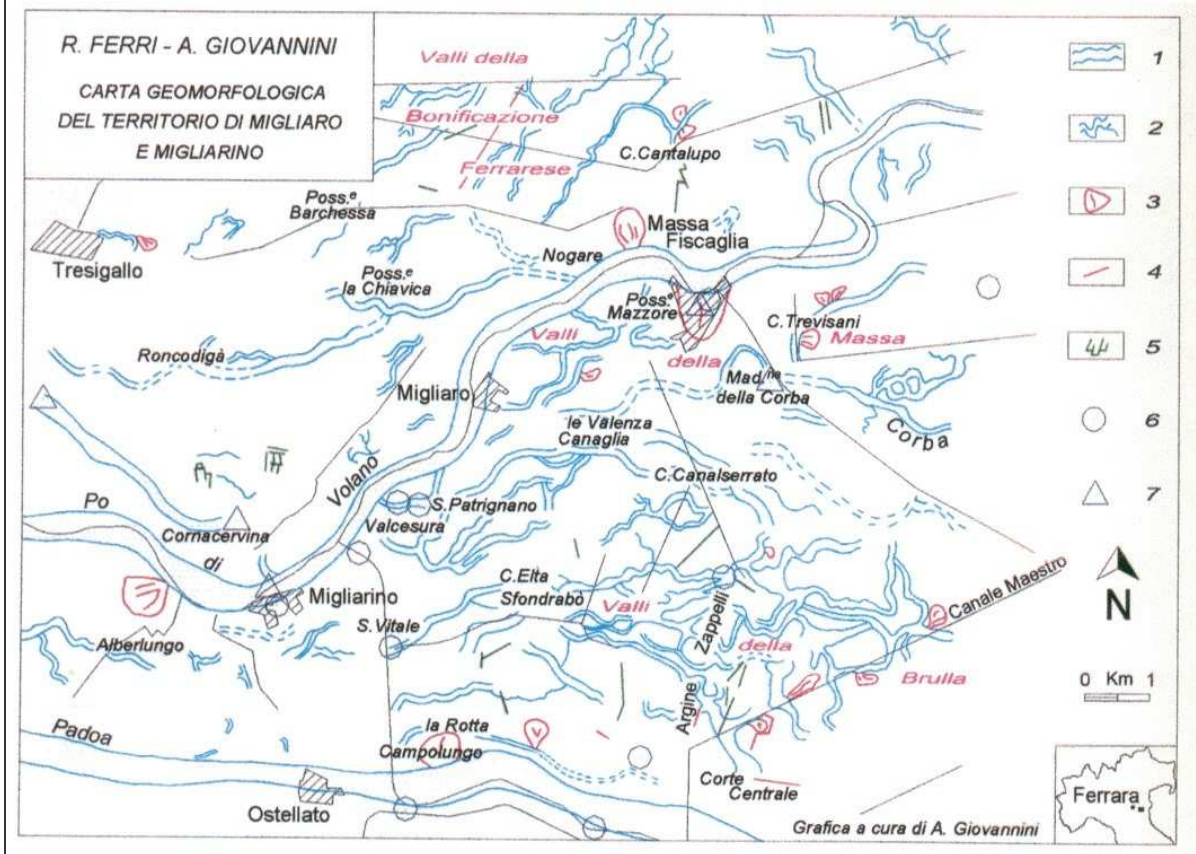 R. FERRI - A. GIOVANNINI
CARTA GEOMORFOLOGICA
DEL TERRITORIO DI MIGLIARO
E MIGLIARINO
Valli della
Bonificazione
Ferrarese
C.Cantalupo
1
2
3
4
5
6
7
Poss.e
Barchessa
Massa
Fiscaglia
Tresigallo
Nogare
Poss.e
la Chiavica
Poss.e
Mazzore
C.Trevisani
Massa
Valli
della
Roncodigà
Migliaro
Mad.na
della Corba
Corba
le Valenza
Canaglia
C.Canalserrato
Volano
S.Patrignano
Valcesura
Po
Cornacervina
di
C.Elta
Sfondrabò
Migliarino
Valli
Zappelli
Canale Maestro
N
S.Vitale
Alberlungo
della
Brulla
0 Km 1
Argine
Padoa
la Rotta
Campolungo
Corte
Centrale
Ostellato
Ferrara
Grafica a cura di A. Giovannini